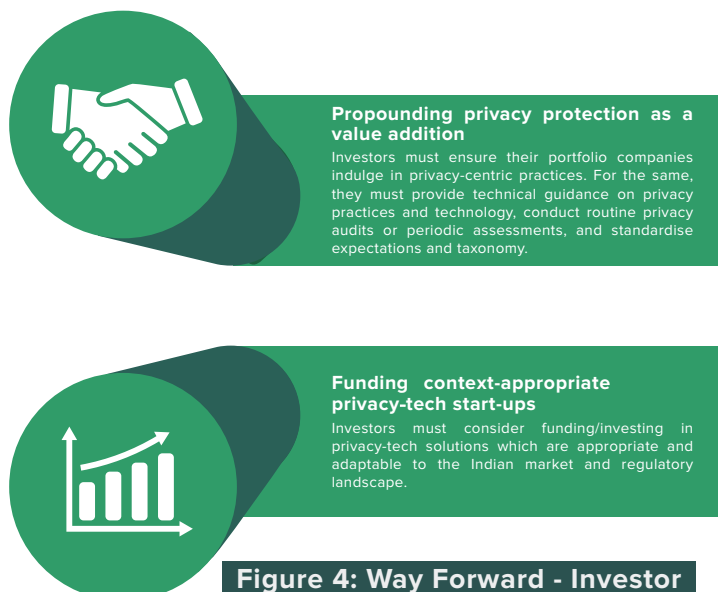 Propounding privacy protection as a
value addition
Investors must ensure their portfolio companies
indulge in privacy-centric practices. For the same,
they must provide technical guidance on privacy
practices and technology, conduct routine privacy
audits or periodic assessments, and standardise
expectations and taxonomy.
Funding context-appropriate
privacy-tech start-ups
Investors must consider funding/investing in
privacy-tech solutions which are appropriate and
adaptable to the Indian market and regulatory
landscape.
Figure 4: Way Forward - Investor